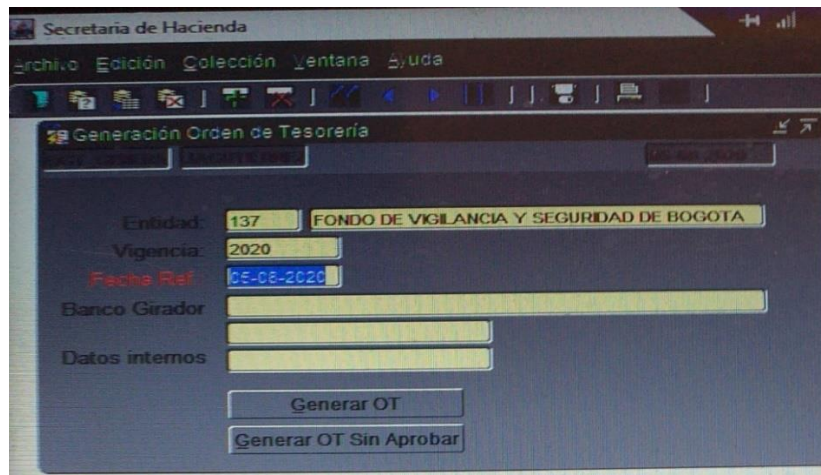 Secretaria de Hacienda
Archivo Edición Colección Ventana Ayuda
Generación Orden de Tesorería
Entidad: 137 FONDO DE VIGILANCIA Y SEGURIDAD DE BOGOTA
Vigencia: 2020
Fecha Ref. 05-08-2020
Banco Girador
Datos internos
Generar OT
Generar OT Sin Aprobar